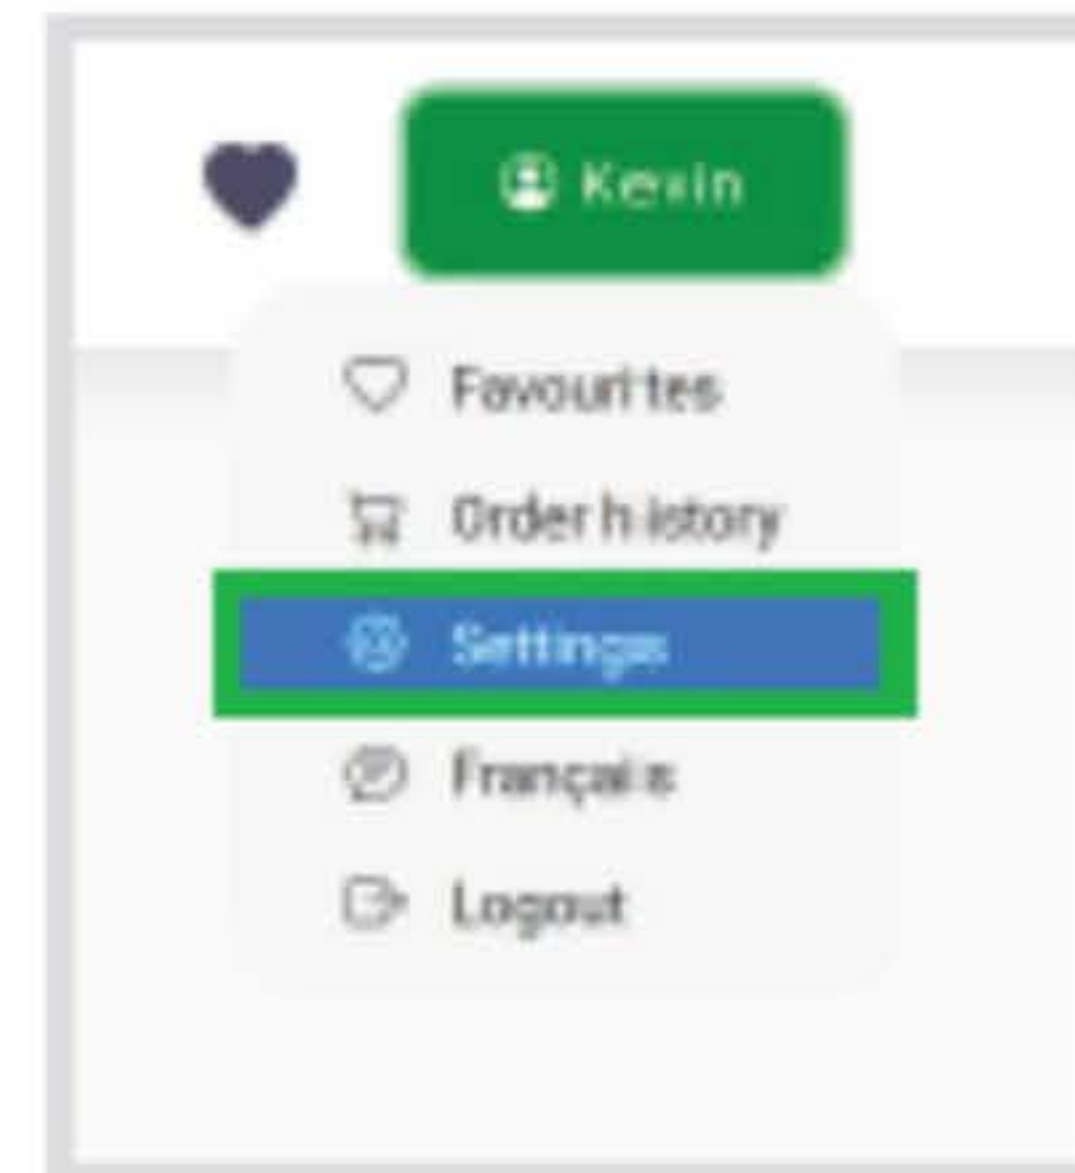 Kevin
Favourites
Order history
Settings
Français
Logout